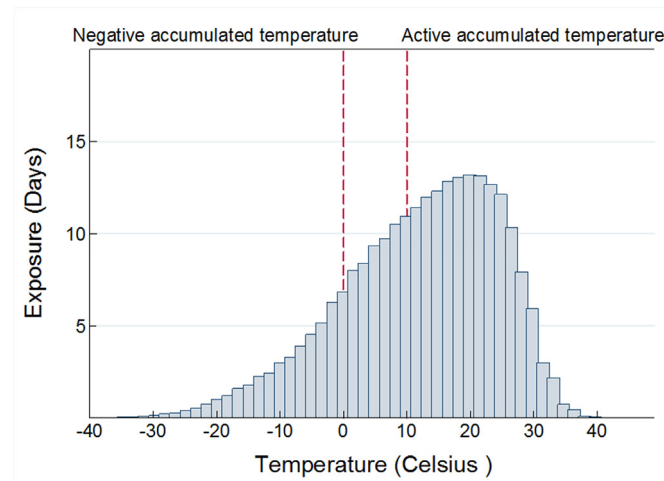 Negative accumulated temperature Active accumulated temperature
15
10
5
Exposure (Days)
-40 -30 -20 -10 0 10 20 30 40
Temperature (Celsius )